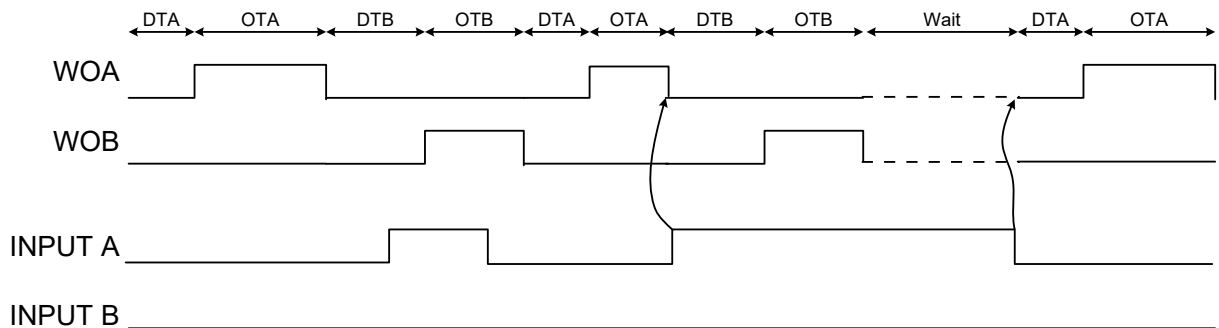 DTA OTA DTB OTB DTA OTA DTB OTB Wait DTA OTA
WOA
WOB
INPUT A
INPUT B